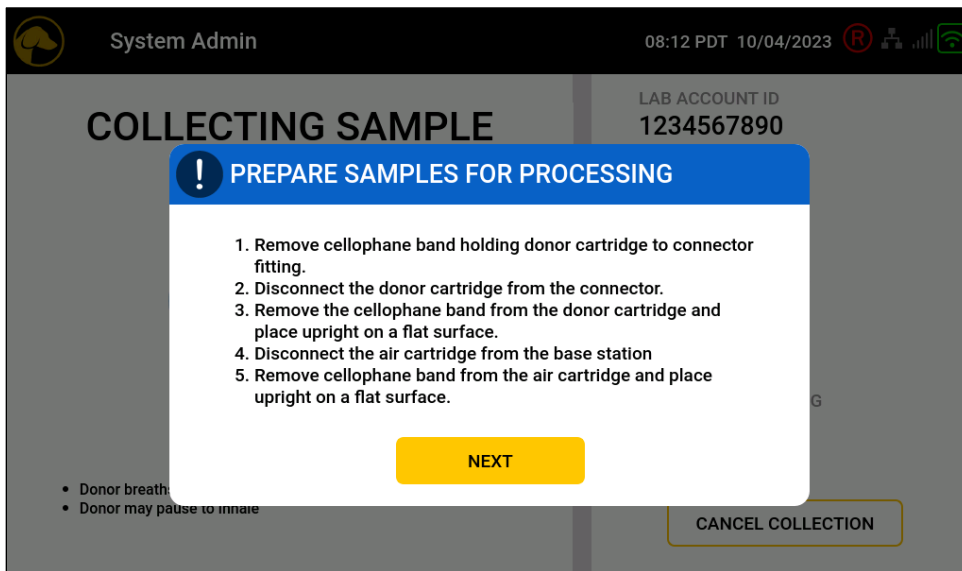 System Admin
08:12 PDT 10/04/2023 R
COLLECTING SAMPLE
LAB ACCOUNT ID
1234567890
! PREPARE SAMPLES FOR PROCESSING
1. Remove cellophane band holding donor cartridge to connector
fitting.
2. Disconnect the donor cartridge from the connector.
3. Remove the cellophane band from the donor cartridge and
place upright on a flat surface.
4. Disconnect the air cartridge from the base station
5. Remove cellophane band from the air cartridge and place
upright on a flat surface.
G
NEXT
• Donor breath
• Donor may pause to inhale
CANCEL COLLECTION